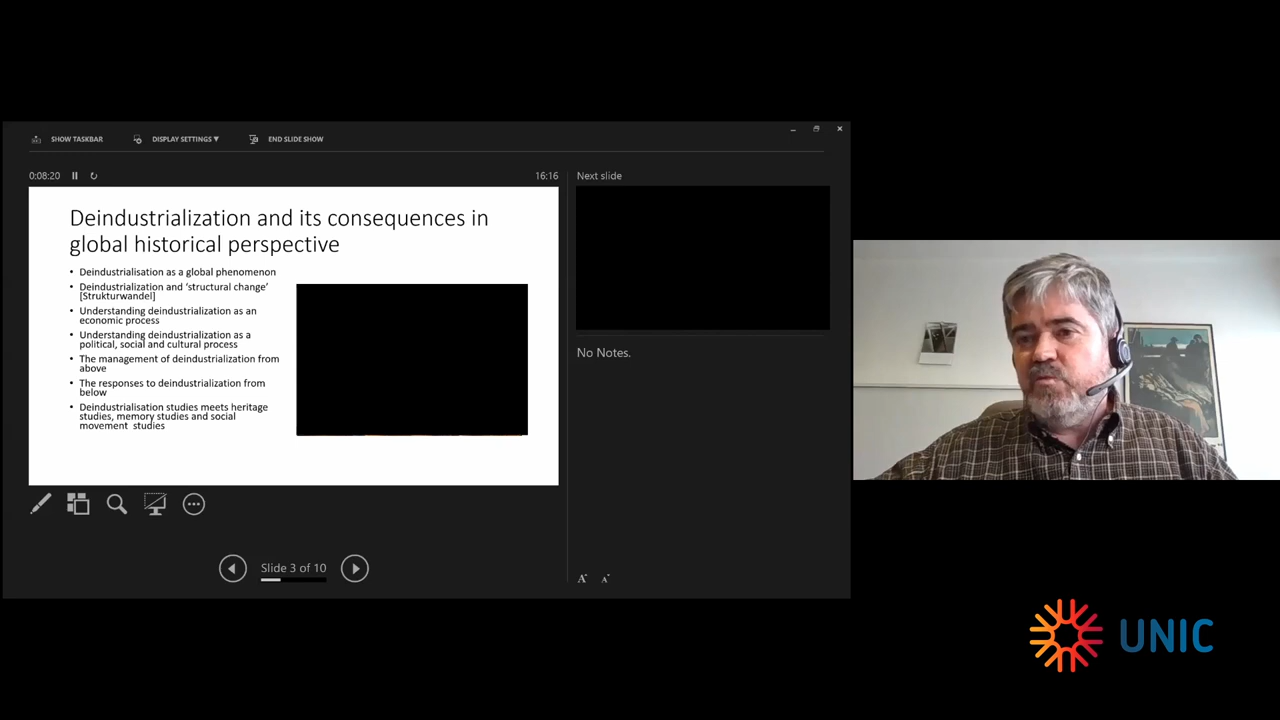 SHOW TASKBAR
DISPLAY SETTINGS ▼
END SLIDE SHOW
0:08:20
16:16
Next slide
Deindustrialization and its consequences in
global historical perspective
• Deindustrialisation as a global phenomenon
• Deindustrialization and ‘structural change’
[Strukturwandel]
• Understanding deindustrialization as an
economic process
• Understanding deindustrialization as a
political, social and cultural process
• The management of deindustrialization from
above
• The responses to deindustrialization from
below
• Deindustrialisation studies meets heritage
studies, memory studies and social
movement studies
No Notes.
Slide 3 of 10
A
A
UNIC